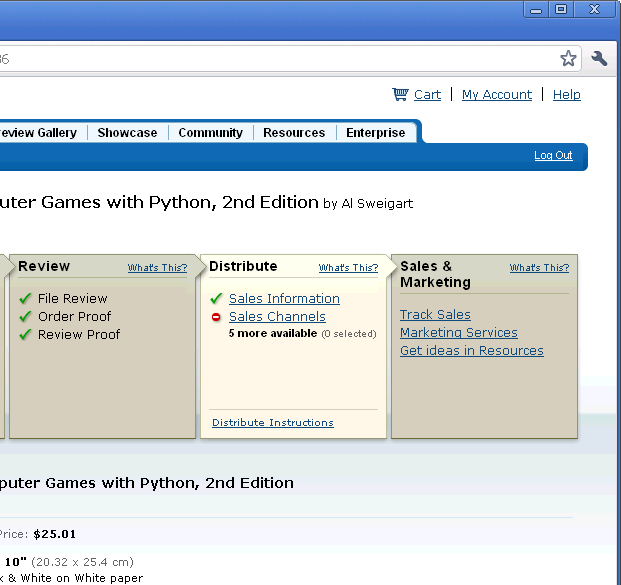 36
Cart | My Account | Help
eview Gallery Showcase Community Resources Enterprise
Log Out
uter Games with Python, 2nd Edition by Al Sweigart
Review What's This?
File Review
Order Proof
Review Proof
Distribute What's This?
Sales Information
Sales Channels
5 more available (0 selected)
Distribute Instructions
Sales & What's This?
Marketing
Track Sales
Marketing Services
Get ideas in Resources
puter Games with Python, 2nd Edition
Price: $25.01
10" (20.32 x 25.4 cm)
k & White on White paper